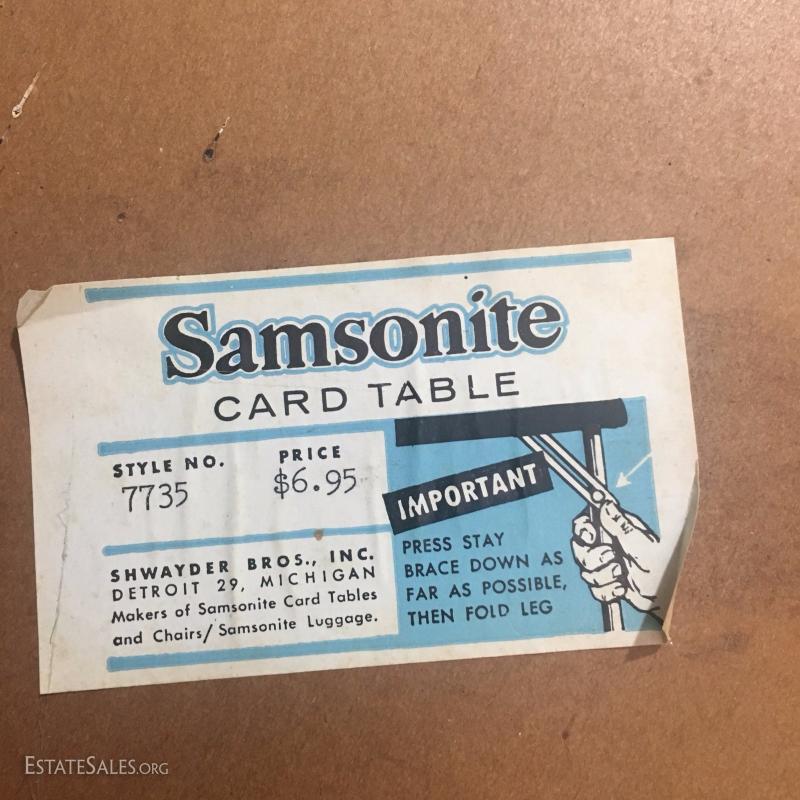 Samsonite
CARD TABLE
STYLE NO.
7735
PRICE
$6.95
SHWAYDER BROS., INC.
DETROIT 29, MICHIGAN
Makers of Samsonite Card Tables
and Chairs/Samsonite Luggage.
IMPORTANT
PRESS STAY
BRACE DOWN AS
FAR AS POSSIBLE,
THEN FOLD LEG
ESTATESALES.ORG